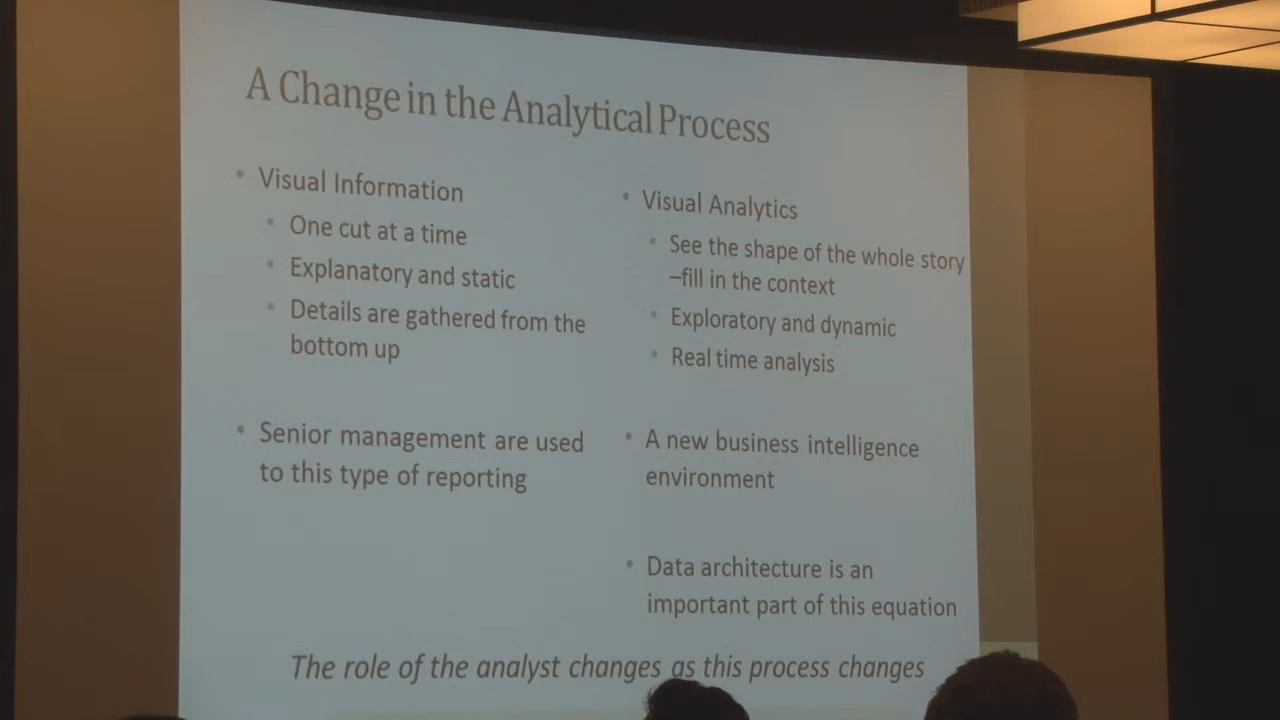 A Change in the Analytical Process
• Visual Information
• One cut at a time
• Explanatory and static
• Details are gathered from the
bottom up
• Senior management are used
to this type of reporting
• Visual Analytics
• See the shape of the whole story
–fill in the context
• Exploratory and dynamic
• Real time analysis
• A new business intelligence
environment
• Data architecture is an
important part of this equation
The role of the analyst changes as this process changes